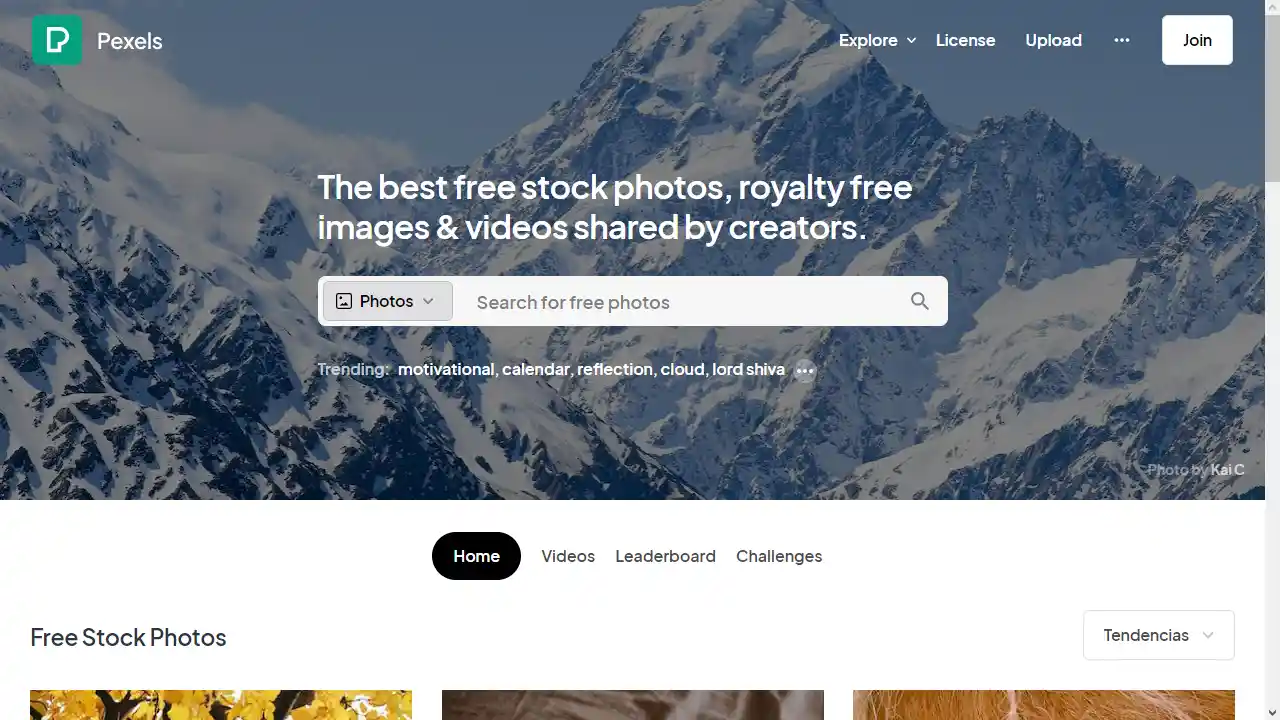 Pexels
Explore
License
Upload
Join
The best free stock photos, royalty free
images & videos shared by creators.
Photos
Search for free photos
Trending: motivational, calendar, reflection, cloud, lord shiva
Photo by Kai C
Home
Videos
Leaderboard
Challenges
Free Stock Photos
Tendencias